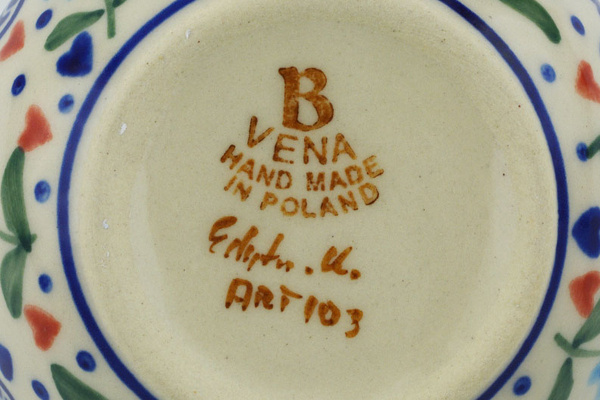 B
VENA
HAND MADE
IN POLAND
K.
ART 103